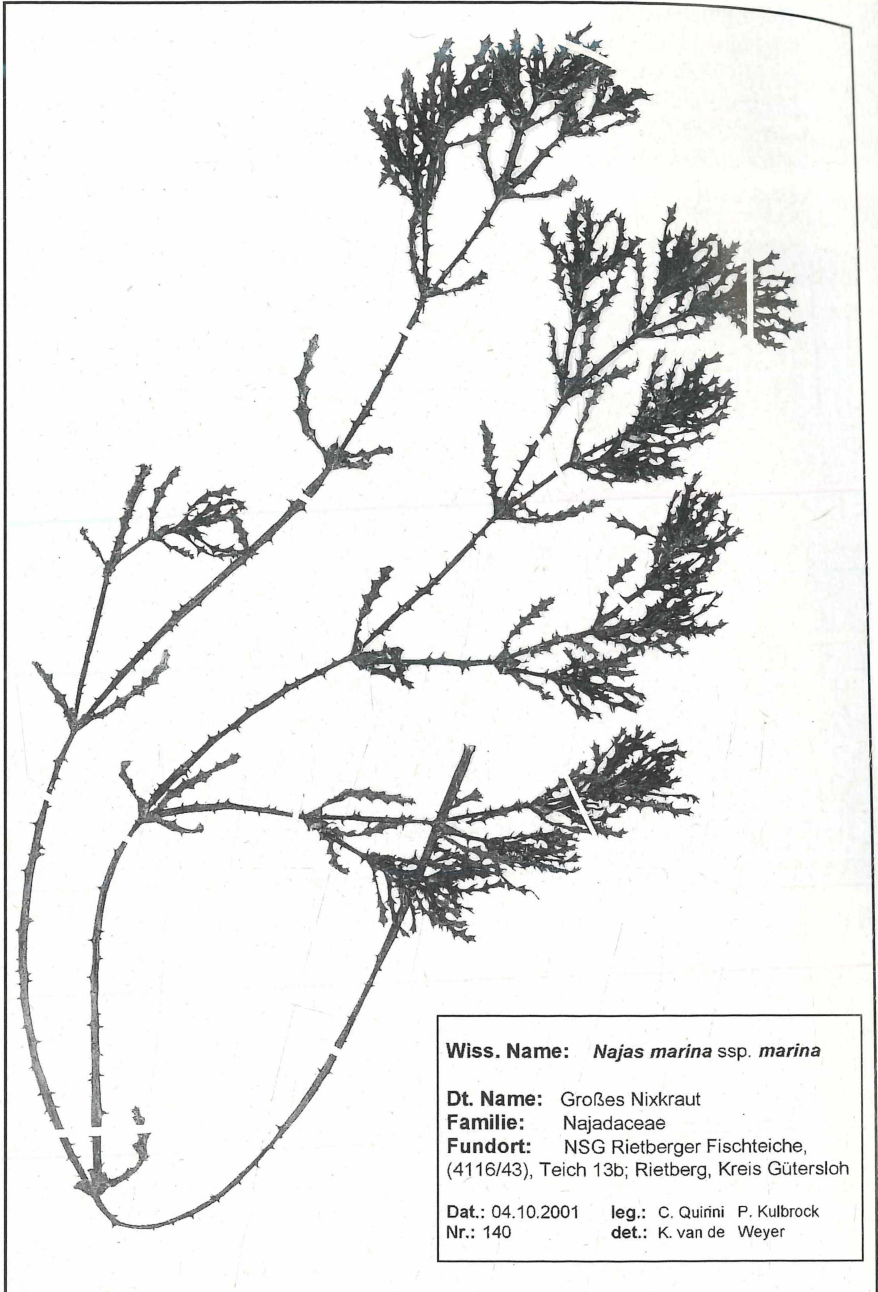 Wiss. Name: Najas marina ssp. marina
Dt. Name: Großes Nixkraut
Familie: Najadaceae
Fundort: NSG Rietberger Fischteiche,
(4116/43), Teich 13b; Rietberg, Kreis Gütersloh
Dat.: 04.10.2001 leg.: C. Quirini P. Kulbrock
Nr.: 140 det.: K. van de Weyer